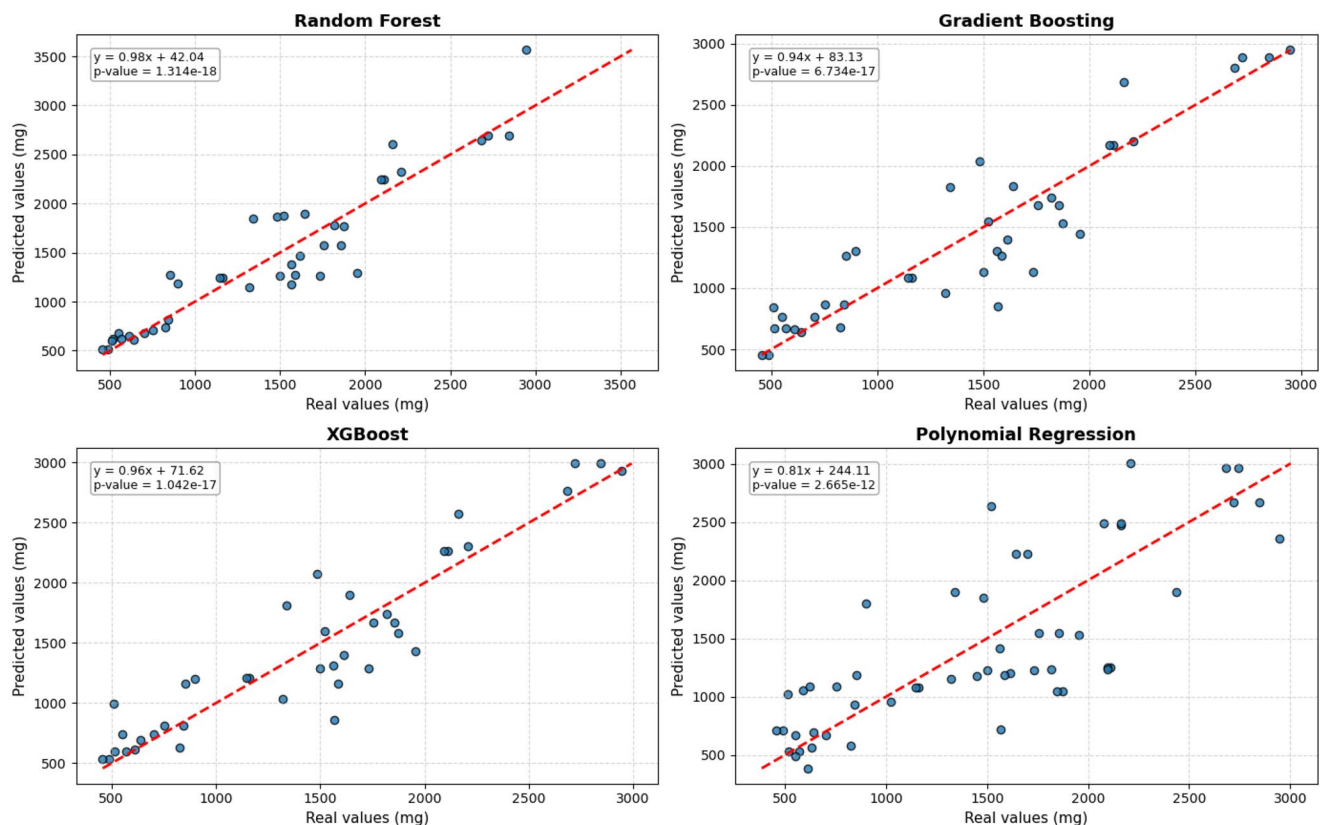 Random Forest
y = 0.98x + 42.04
p-value = 1.314e-18
Predicted values (mg)
3500
3000
2500
2000
1500
1000
500
500
1000
1500
2000
2500
3000
3500
Real values (mg)
Gradient Boosting
y = 0.94x + 83.13
p-value = 6.734e-17
Predicted values (mg)
3000
2500
2000
1500
1000
500
500
1000
1500
2000
2500
3000
Real values (mg)
XGBoost
y = 0.96x + 71.62
p-value = 1.042e-17
Predicted values (mg)
3000
2500
2000
1500
1000
500
500
1000
1500
2000
2500
3000
Real values (mg)
Polynomial Regression
y = 0.81x + 244.11
p-value = 2.665e-12
Predicted values (mg)
3000
2500
2000
1500
1000
500
500
1000
1500
2000
2500
3000
Real values (mg)